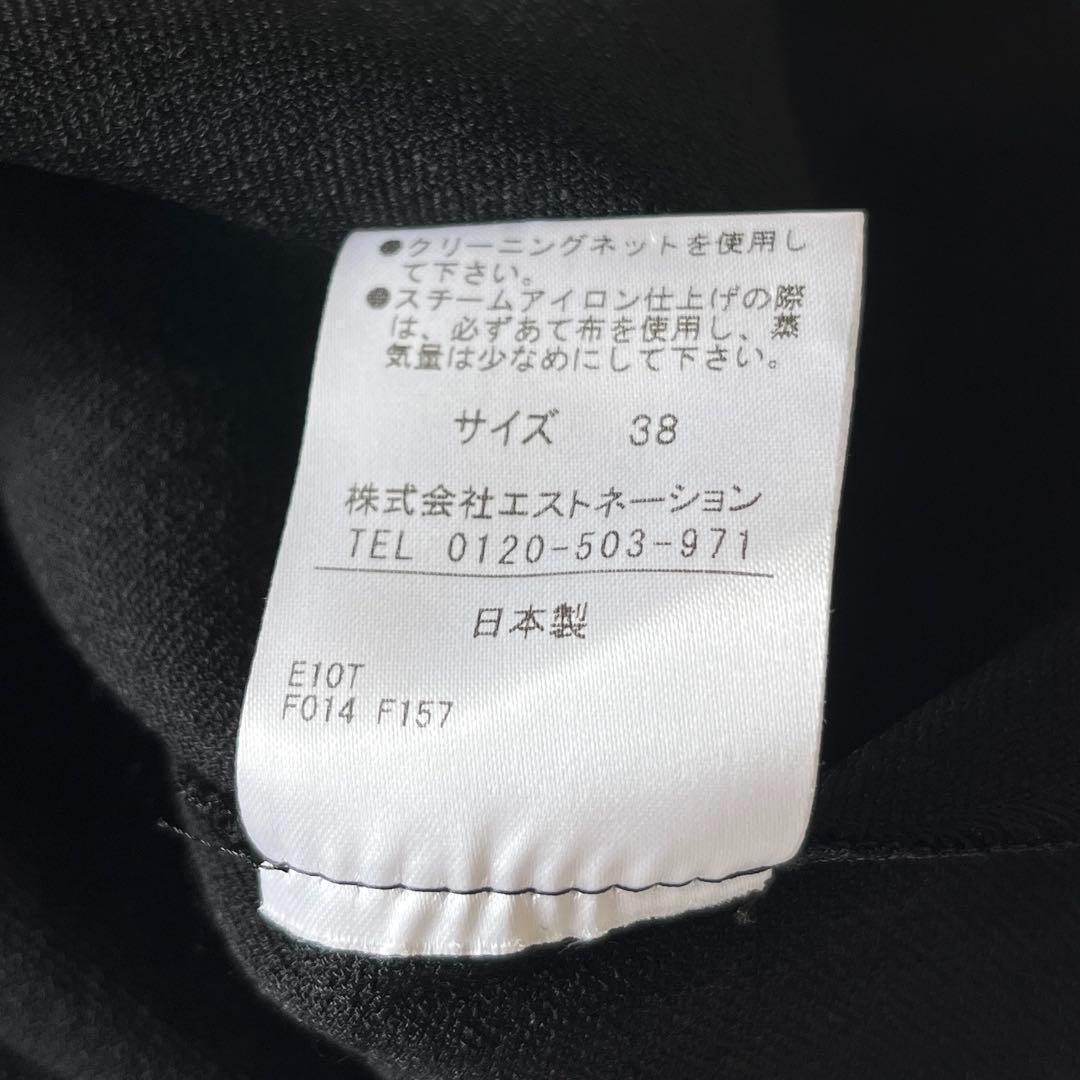 ●クリーニングネットを使用し
て下さい。
●スチームアイロン仕上げの際
は、必ずあて布を使用し、蒸
気量は少なめにして下さい。
サイズ 38
株式会社エストネーション
TEL 0120-503-971
日本製
E10T
F014 F157